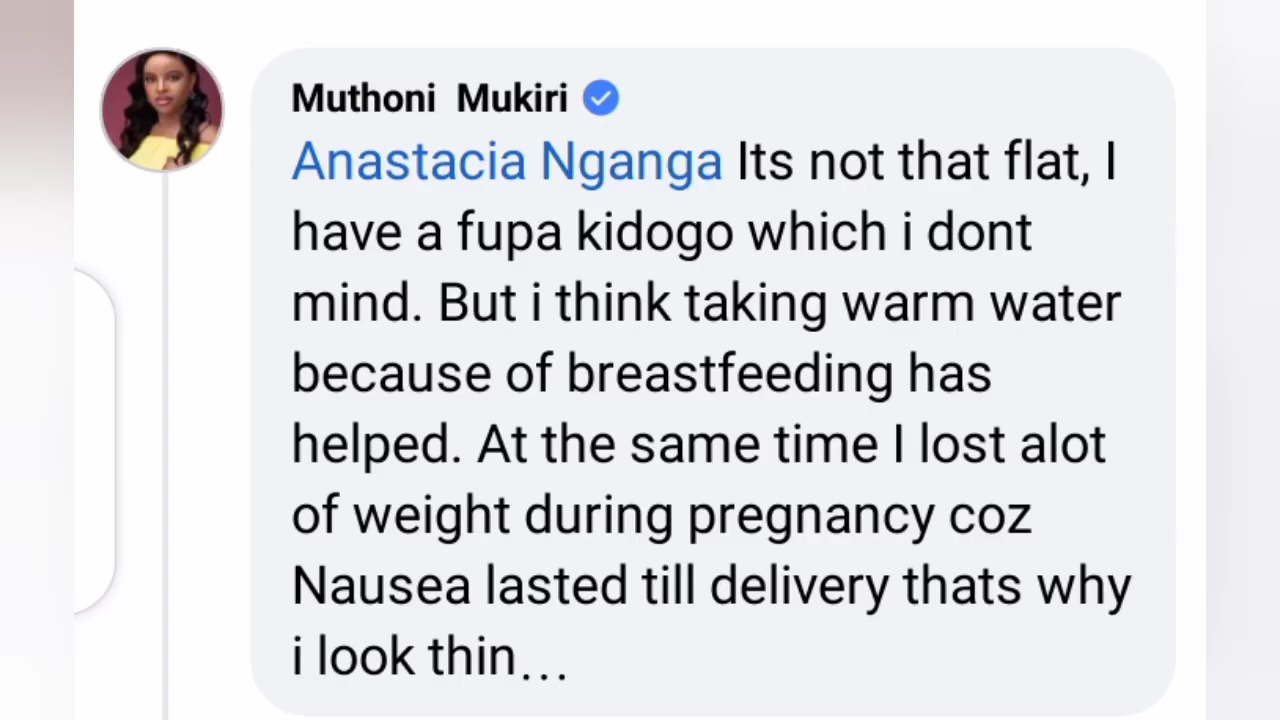 Muthoni Mukiri
Anastacia Nganga Its not that flat, I
have a fupa kidogo which i dont
mind. But i think taking warm water
because of breastfeeding has
helped. At the same time I lost alot
of weight during pregnancy coz
Nausea lasted till delivery thats why
i look thin...